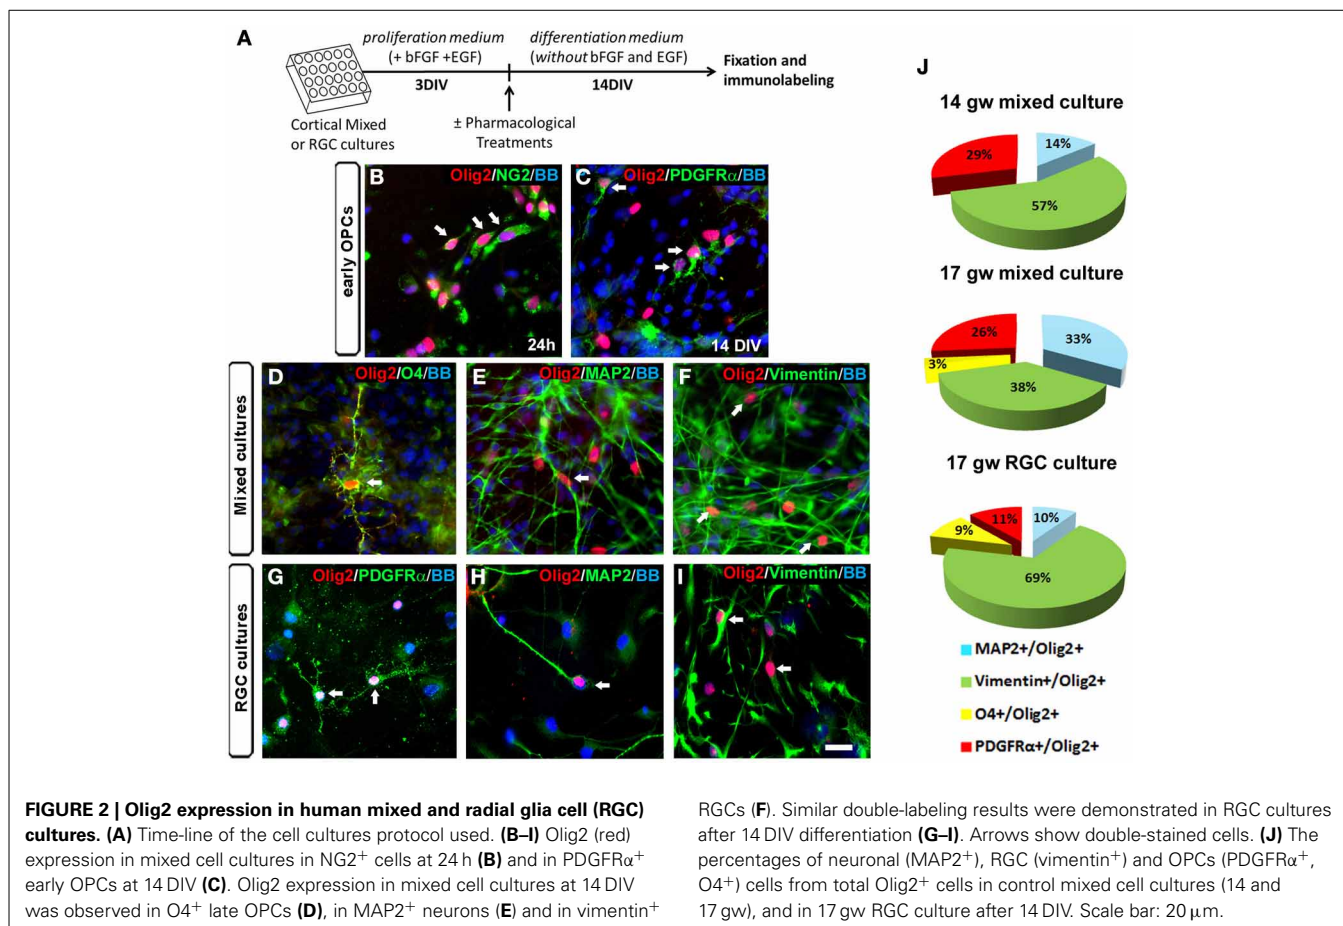 A
proliferation medium
(+ bFGF +EGF)
differentiation medium
(without bFGF and EGF)
Fixation and
immunolabeling
3DIV
14DIV
Cortical Mixed
or RGC cultures
± Pharmacological
Treatments
early OPCs
B
Olig2/NG2/BB
24h
C
Olig2/PDGFRα/BB
14 DIV
Mixed cultures
D
Olig2/O4/BB
E
Olig2/MAP2/BB
F
Olig2/Vimentin/BB
RGC cultures
G
Olig2/PDGFRα/BB
H
Olig2/MAP2/BB
I
Olig2/Vimentin/BB
J
14 gw mixed culture
29%
14%
57%
17 gw mixed culture
26%
33%
3%
38%
17 gw RGC culture
11%
10%
9%
69%
MAP2+/Olig2+
Vimentin+/Olig2+
O4+/Olig2+
PDGFRα+/Olig2+
FIGURE 2 | Olig2 expression in human mixed and radial glia cell (RGC)
cultures. (A) Time-line of the cell cultures protocol used. (B–I) Olig2 (red)
expression in mixed cell cultures in NG2⁺ cells at 24 h (B) and in PDGFRα⁺
early OPCs at 14 DIV (C). Olig2 expression in mixed cell cultures at 14 DIV
was observed in O4⁺ late OPCs (D), in MAP2⁺ neurons (E) and in vimentin⁺
RGCs (F). Similar double-labeling results were demonstrated in RGC cultures
after 14 DIV differentiation (G–I). Arrows show double-stained cells. (J) The
percentages of neuronal (MAP2⁺), RGC (vimentin⁺) and OPCs (PDGFRα⁺,
O4⁺) cells from total Olig2⁺ cells in control mixed cell cultures (14 and
17 gw), and in 17 gw RGC culture after 14 DIV. Scale bar: 20 μm.